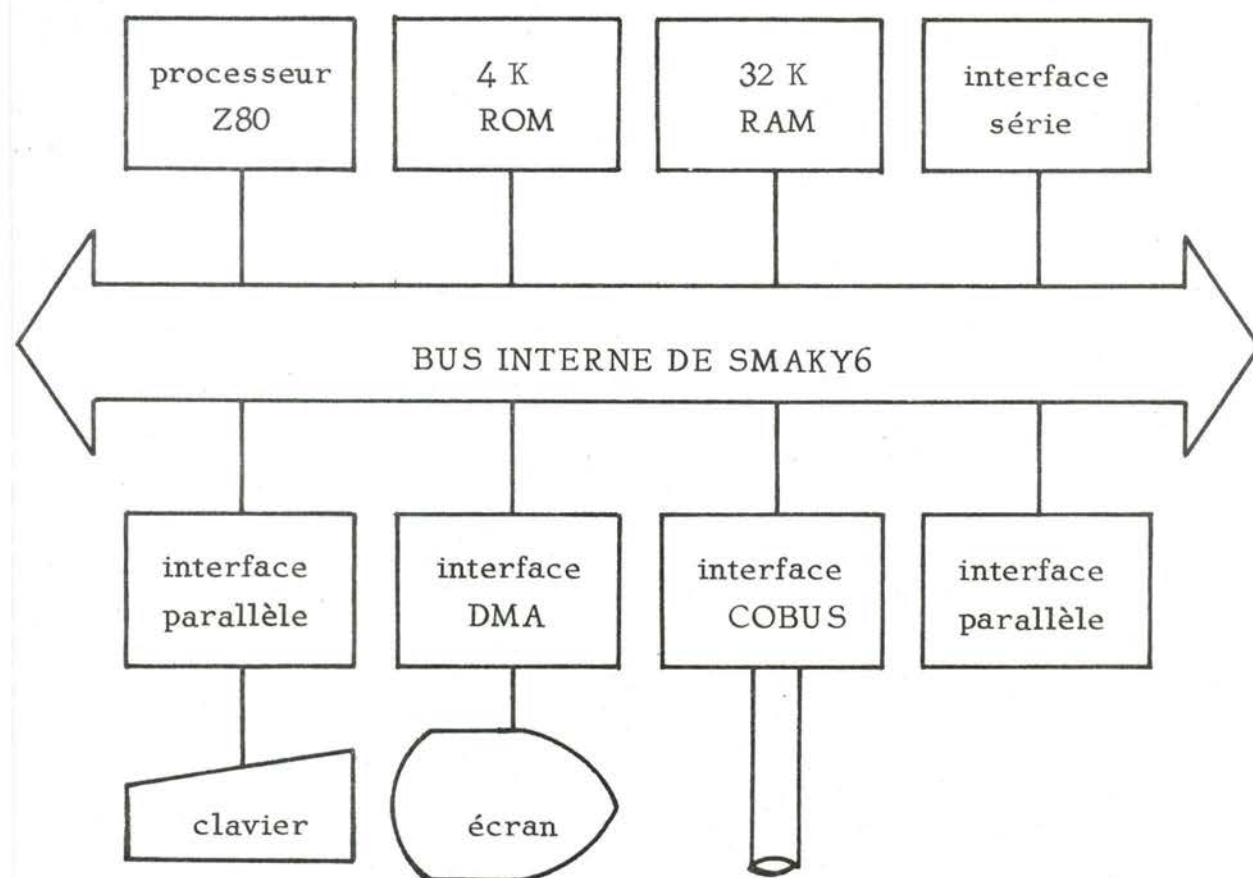 processeur
Z80
4 K
ROM
32 K
RAM
interface
série
BUS INTERNE DE SMAKY6
interface
parallèle
interface
DMA
interface
COBUS
interface
parallèle
clavier
écran